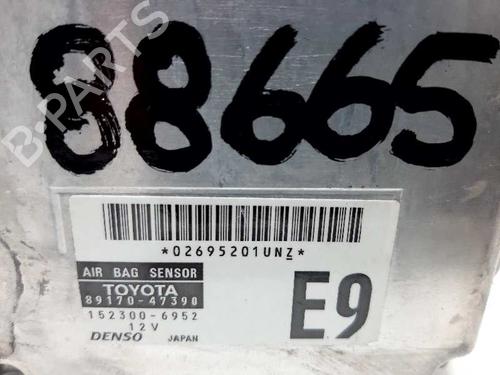 88665
B-PARTS
*02695201UNZ*
AIR BAG SENSOR
TOYOTA
89170-47390
152300-6952
12V
DENSO JAPAN
E9